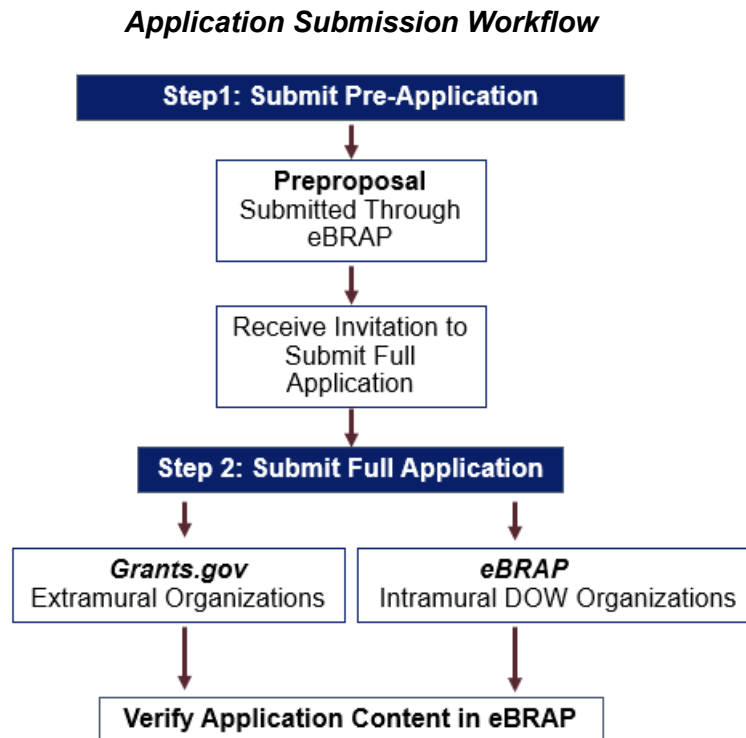 Application Submission Workflow
Step1: Submit Pre-Application
Preproposal
Submitted Through
eBRAP
Receive Invitation to
Submit Full
Application
Step 2: Submit Full Application
Grants.gov
Extramural Organizations
eBRAP
Intramural DOW Organizations
Verify Application Content in eBRAP